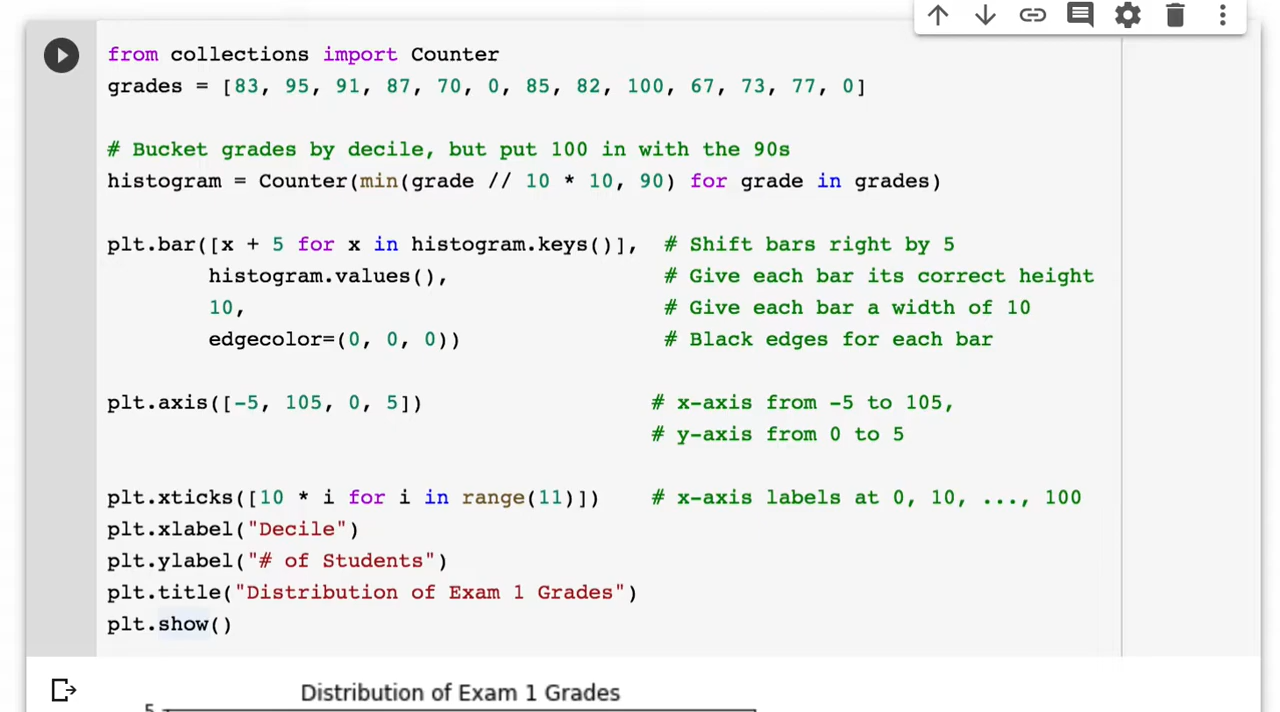 from collections import Counter
grades = [83, 95, 91, 87, 70, 0, 85, 82, 100, 67, 73, 77, 0]
# Bucket grades by decile, but put 100 in with the 90s
histogram = Counter(min(grade // 10 * 10, 90) for grade in grades)
plt.bar([x + 5 for x in histogram.keys()],  # Shift bars right by 5
        histogram.values(),                 # Give each bar its correct height
        10,                                 # Give each bar a width of 10
        edgecolor=(0, 0, 0))                # Black edges for each bar
plt.axis([-5, 105, 0, 5])                  # x-axis from -5 to 105,
                                           # y-axis from 0 to 5
plt.xticks([10 * i for i in range(11)])    # x-axis labels at 0, 10, ..., 100
plt.xlabel("Decile")
plt.ylabel("# of Students")
plt.title("Distribution of Exam 1 Grades")
plt.show()
Distribution of Exam 1 Grades
5